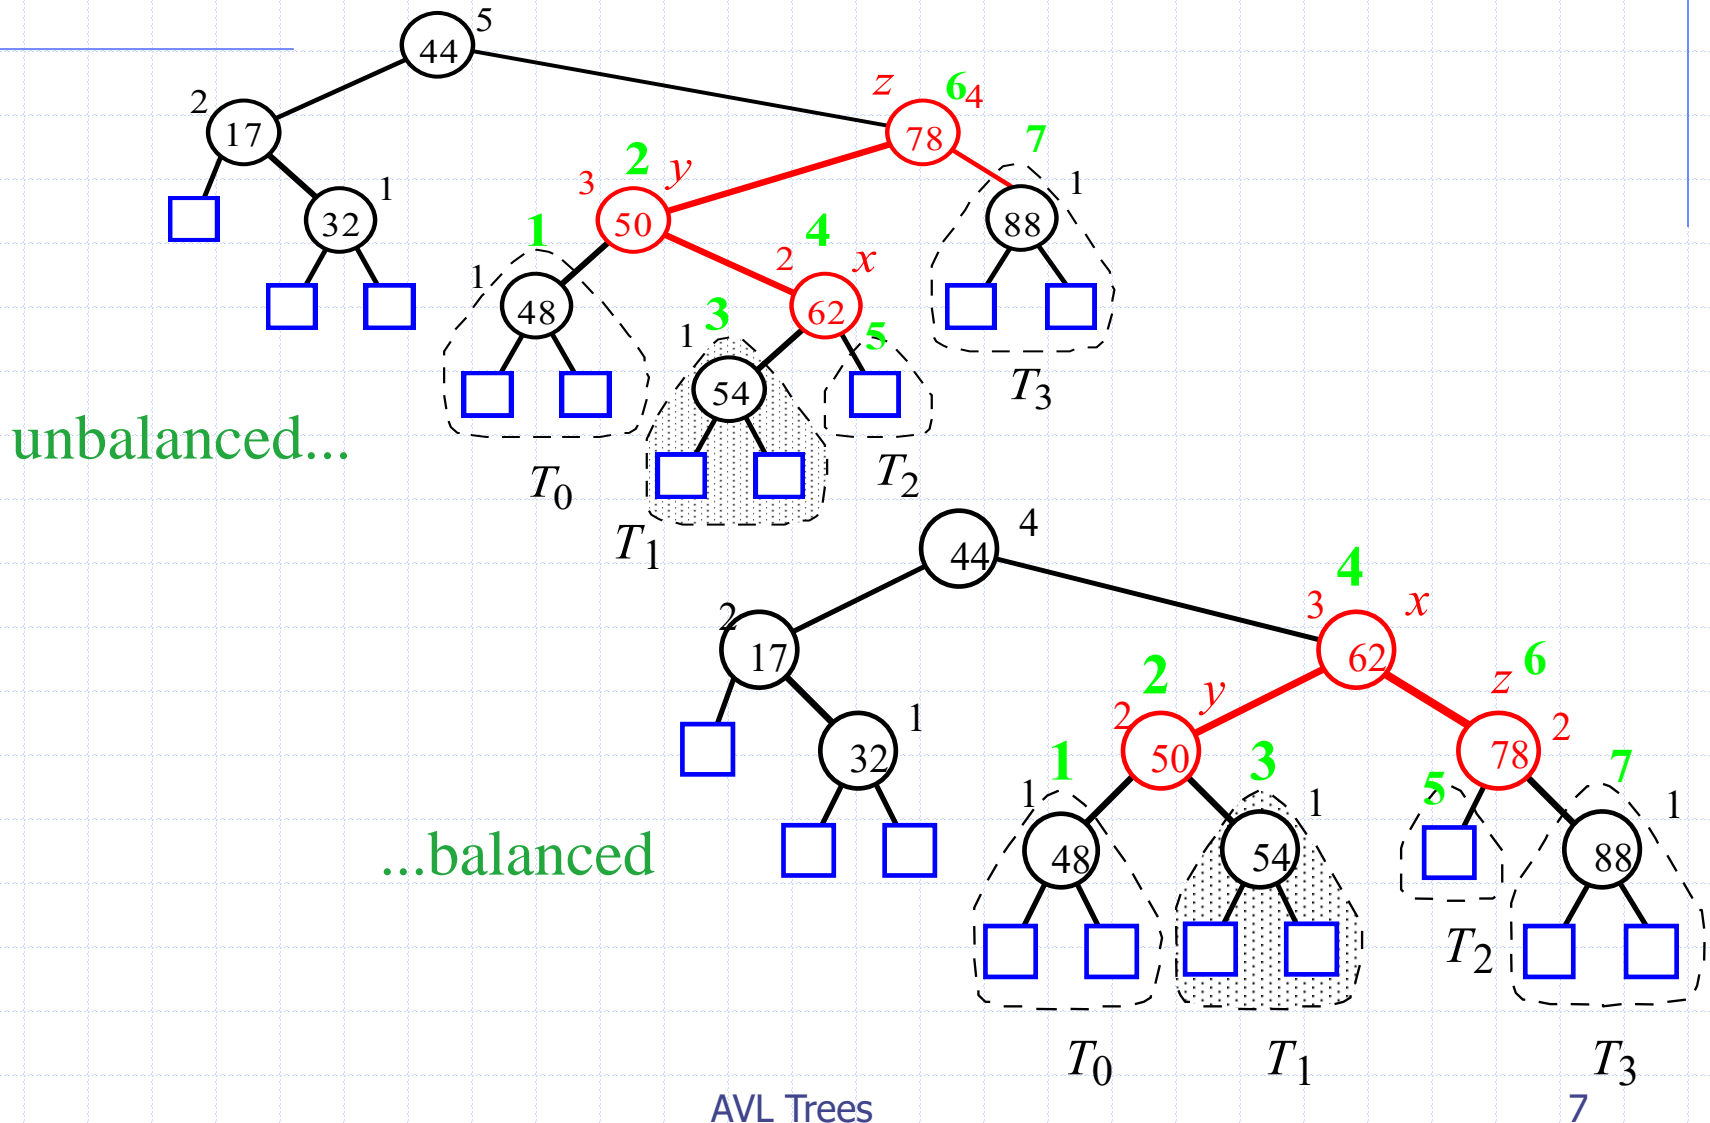 44 5
2 17
z 6 4 78
7
32 1
3 2 y 50
88 1
1 1 48
2 4 x 62
1 3 54
5
T3
unbalanced...
T0
T2
T1
44 4
2 17
4 3 x 62
32 1
2 2 y 50
z 6 78 2
1 1 48
3 54 1
5
7 88 1
...balanced
T2
T0
T1
T3
AVL Trees 7